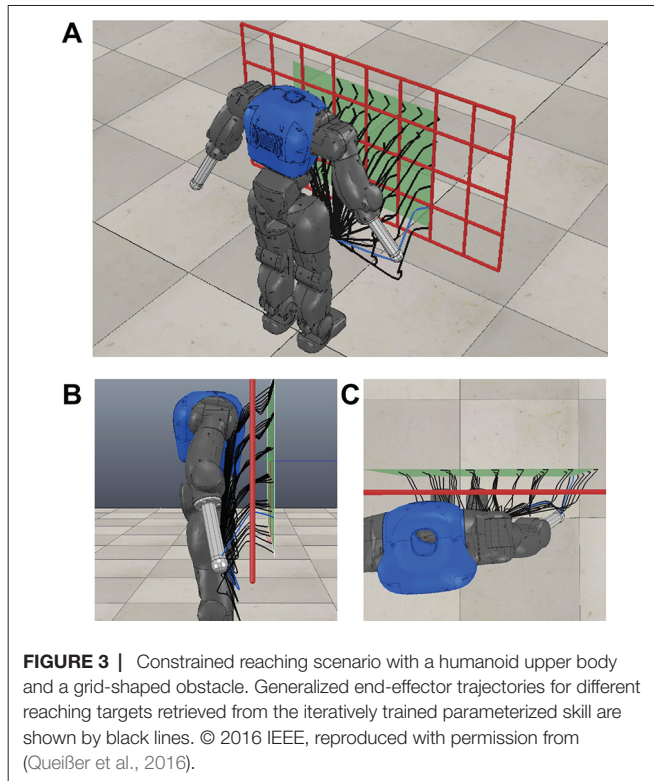 A
B
C
FIGURE 3 | Constrained reaching scenario with a humanoid upper body
and a grid-shaped obstacle. Generalized end-effector trajectories for different
reaching targets retrieved from the iteratively trained parameterized skill are
shown by black lines. © 2016 IEEE, reproduced with permission from
(Queißer et al., 2016).